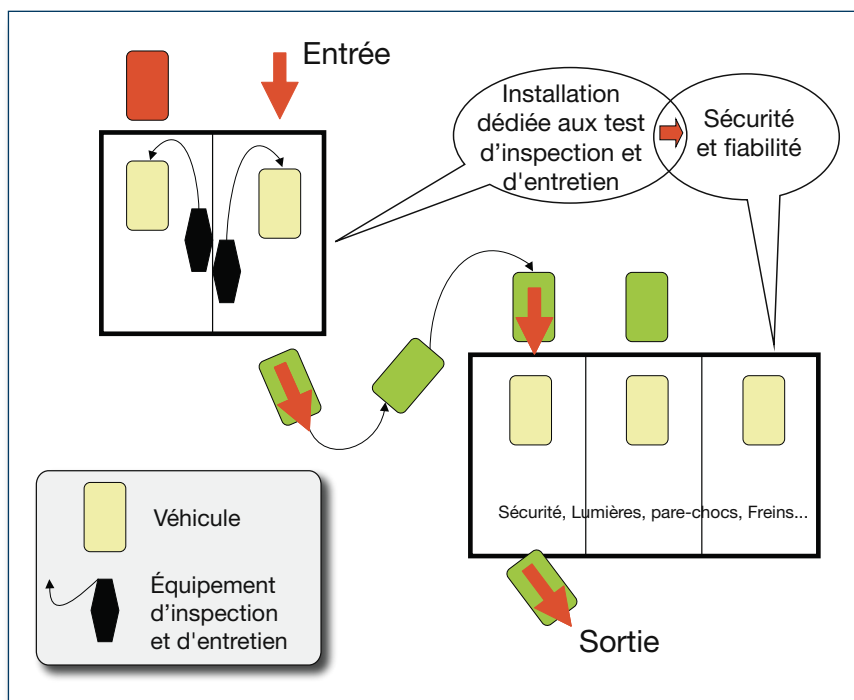 Entrée
Installation
dédiée aux test
d’inspection et
d'entretien
Sécurité
et fiabilité
Sécurité, Lumières, pare-chocs, Freins...
Véhicule
Équipement
d’inspection
et d'entretien
Sortie